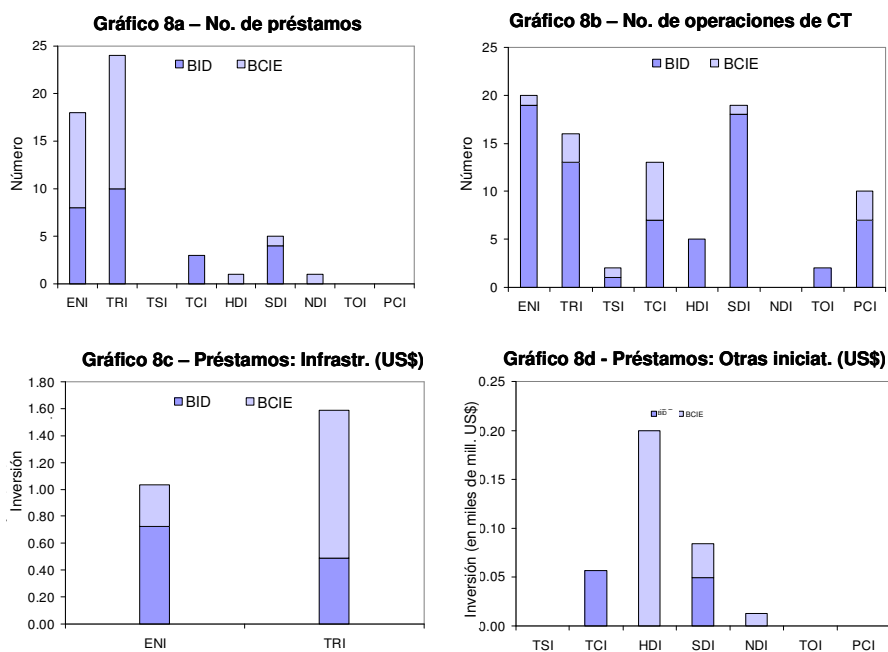 Gráfico 8a – No. de préstamos
25
20
15
10
5
0
Número
BID BCIE
ENI TRI TSI TCI HDI SDI NDI TOI PCI
Gráfico 8b – No. de operaciones de CT
25
20
15
10
5
0
Número
BID BCIE
ENI TRI TSI TCI HDI SDI NDI TOI PCI
Gráfico 8c – Préstamos: Infrastr. (US$)
1.80
1.60
1.40
1.20
1.00
0.80
0.60
0.40
0.20
0.00
Inversión
BID BCIE
ENI TRI
Gráfico 8d - Préstamos: Otras iniciat. (US$)
0.25
0.20
0.15
0.10
0.05
0.00
Inversión (en miles de mill. US$)
BID BCIE
TSI TCI HDI SDI NDI TOI PCI